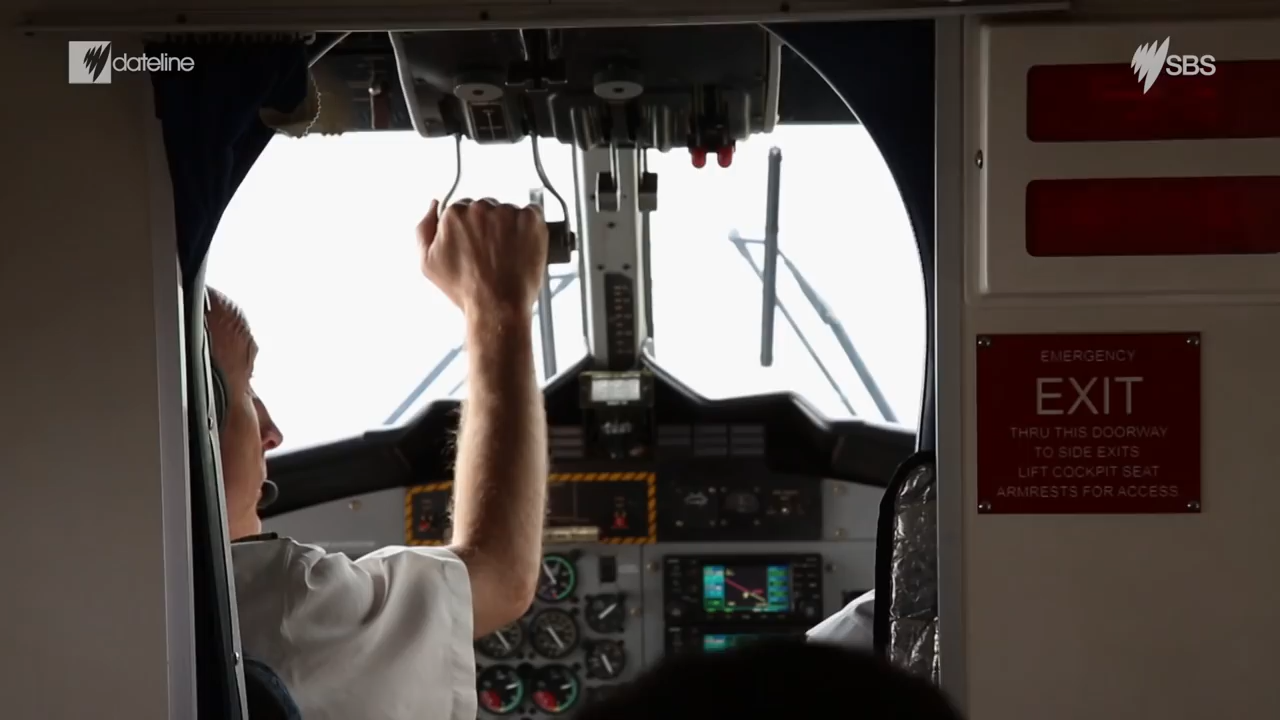 dateline
SBS
EMERGENCY
EXIT
THRU THIS DOORWAY
TO SIDE EXITS
LIFT COCKPIT SEAT
ARMRESTS FOR ACCESS